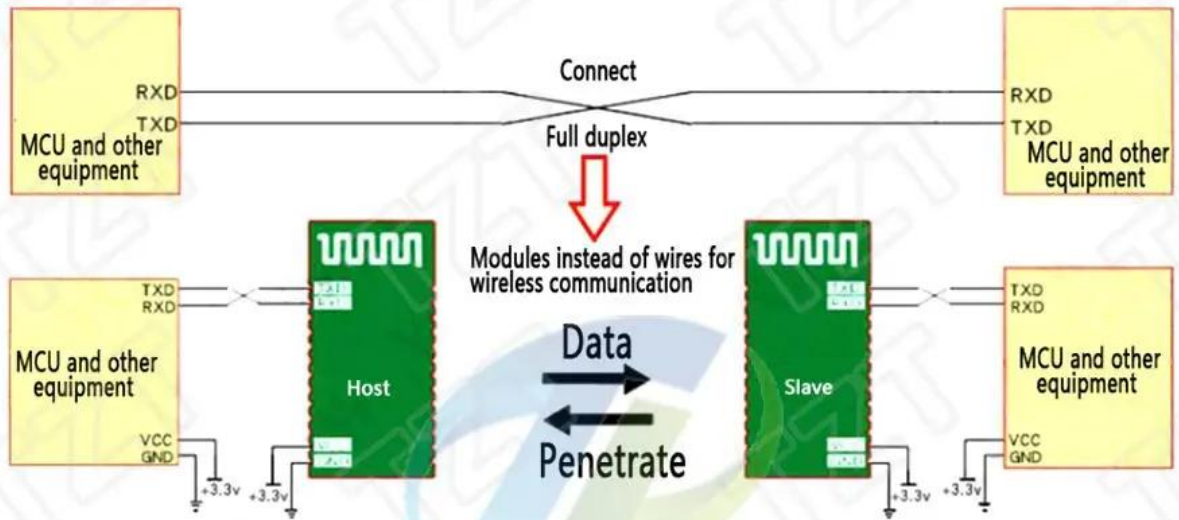 Connect
RXD
TXD
MCU and other
equipment
Full duplex
RXD
TXD
MCU and other
equipment
Modules instead of wires for
wireless communication
TXD
RXD
MCU and other
equipment
VCC
GND
+3.3v
Host
+3.3v
Data
Penetrate
Slave
+3.3v
TXD
RXD
MCU and other
equipment
VCC
GND
+3.3v
TZT